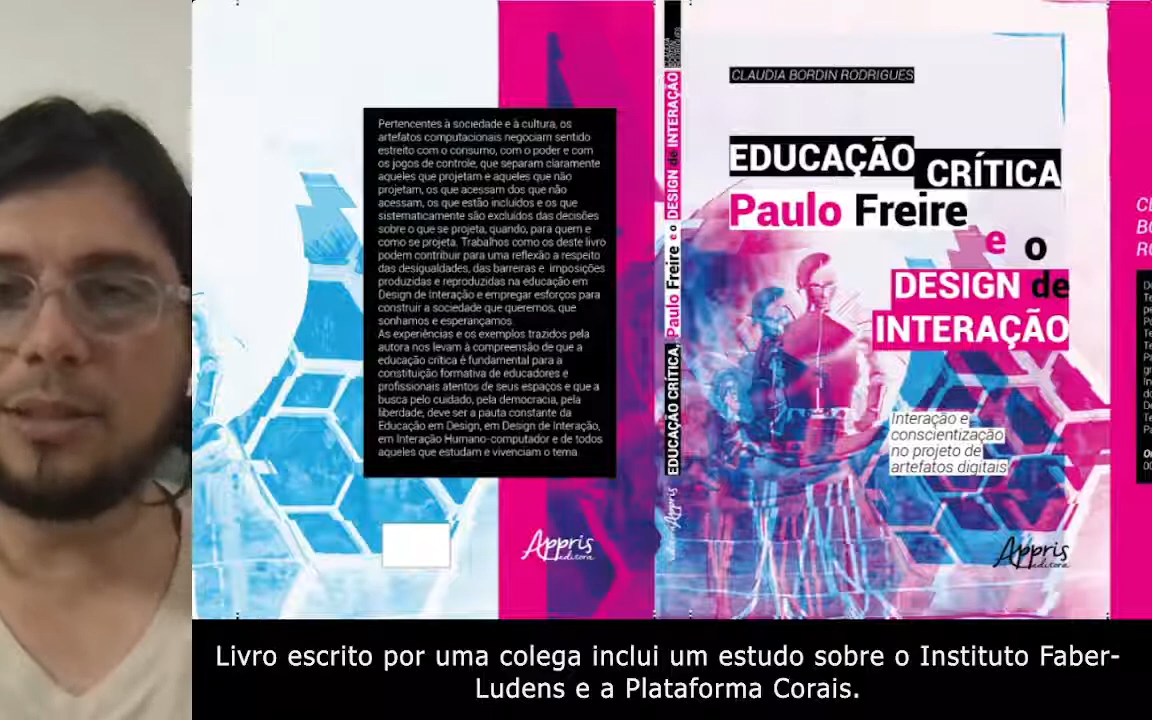 Pertencentes à sociedade e à cultura, os
artefatos computacionais negociam sentido
estreito com o consumo, com o poder e com
os jogos de controle, que separam claramente
aqueles que projetam e aqueles que não
projetam, os que acessam dos que não
acessam, os que estão incluídos e os que
sistematicamente são excluídos das decisões
sobre o que se projeta, quando, para quem e
como se projeta. Trabalhos como os deste livro
podem contribuir para uma reflexão a respeito
das desigualdades, das barreiras e imposições
produzidas e reproduzidas na educação em
Design de Interação e empregar esforços para
construir a sociedade que queremos, que
sonhamos e esperançamos.
As experiências e os exemplos trazidos pela
autora nos levam à compreensão de que a
educação crítica é fundamental para a
constituição formativa de educadores e
profissionais atentos de seus espaços e que a
busca pelo cuidado, pela democracia, pela
liberdade, deve ser a pauta constante da
Educação em Design, em Design de Interação,
em Interação Humano-computador e de todos
aqueles que estudam e vivenciam o tema.
Appris
editora
EDUCAÇÃO CRÍTICA, Paulo Freire e o DESIGN de INTERAÇÃO
CLAUDIA BORDIN RODRIGUES
EDUCAÇÃO CRÍTICA
Paulo Freire
e o
DESIGN de
INTERAÇÃO
Interação e
conscientização
no projeto de
artefatos digitais
Appris
editora
Livro escrito por uma colega inclui um estudo sobre o Instituto Faber-
Ludens e a Plataforma Corais.